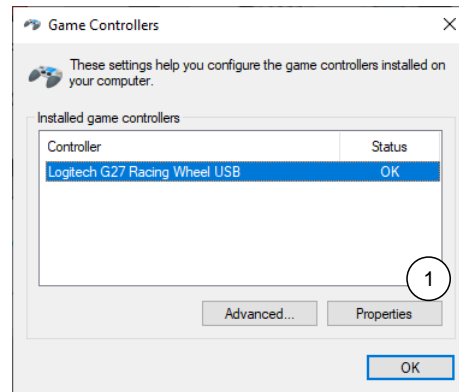 Game Controllers
These settings help you configure the game controllers installed on
your computer.
Installed game controllers
Controller Status
Logitech G27 Racing Wheel USB OK
1
Advanced... Properties
OK